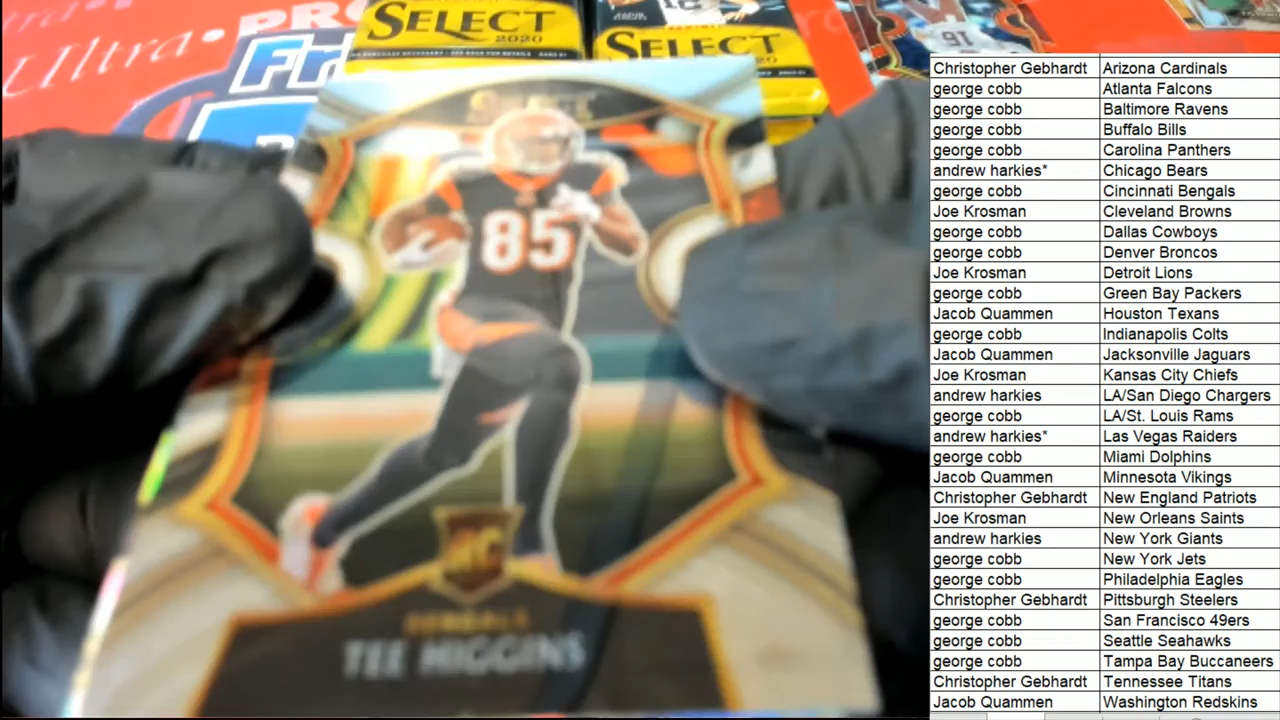 Ultra • PRO
Fr
SELECT
2020
SELECT
2020
91
SELECT
85
RC
BENGALS
TEE HIGGINS
Christopher Gebhardt Arizona Cardinals
george cobb Atlanta Falcons
george cobb Baltimore Ravens
george cobb Buffalo Bills
george cobb Carolina Panthers
andrew harkies* Chicago Bears
george cobb Cincinnati Bengals
Joe Krosman Cleveland Browns
george cobb Dallas Cowboys
george cobb Denver Broncos
Joe Krosman Detroit Lions
george cobb Green Bay Packers
Jacob Quammen Houston Texans
george cobb Indianapolis Colts
Jacob Quammen Jacksonville Jaguars
Joe Krosman Kansas City Chiefs
andrew harkies LA/San Diego Chargers
george cobb LA/St. Louis Rams
andrew harkies* Las Vegas Raiders
george cobb Miami Dolphins
Jacob Quammen Minnesota Vikings
Christopher Gebhardt New England Patriots
Joe Krosman New Orleans Saints
andrew harkies New York Giants
george cobb New York Jets
george cobb Philadelphia Eagles
Christopher Gebhardt Pittsburgh Steelers
george cobb San Francisco 49ers
george cobb Seattle Seahawks
george cobb Tampa Bay Buccaneers
Christopher Gebhardt Tennessee Titans
Jacob Quammen Washington Redskins